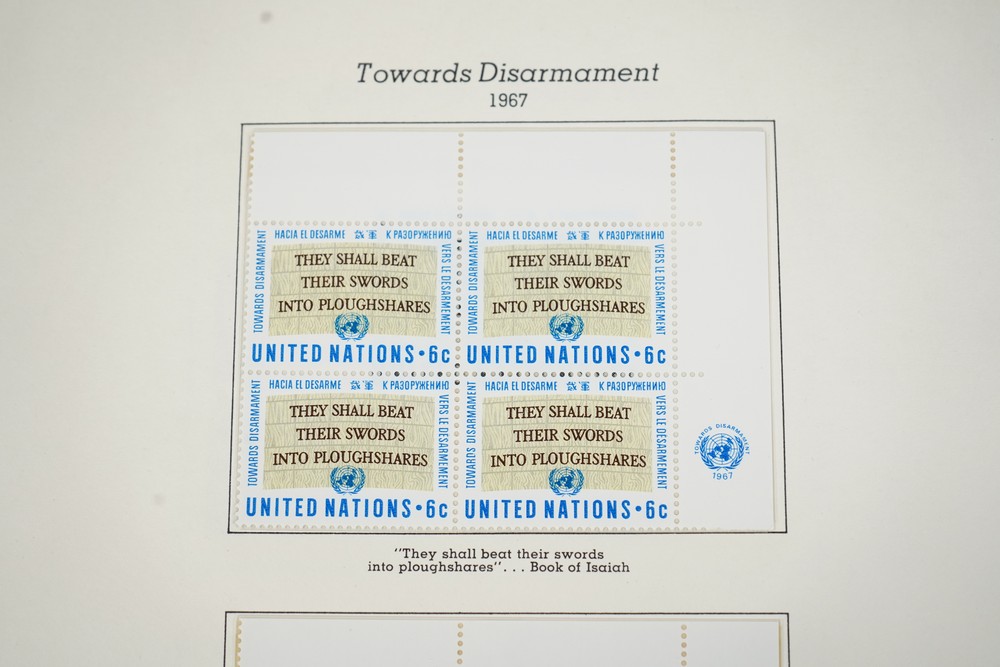 Towards Disarmament
1967
HACIA EL DESARME К РАЗОРУЖЕНИЮ
TOWARDS DISARMAMENT
THEY SHALL BEAT
THEIR SWORDS
INTO PLOUGHSHARES
VERS LE DESARMEMENT
UNITED NATIONS • 6c
HACIA EL DESARME К РАЗОРУЖЕНИЮ
TOWARDS DISARMAMENT
THEY SHALL BEAT
THEIR SWORDS
INTO PLOUGHSHARES
VERS LE DESARMEMENT
UNITED NATIONS • 6c
HACIA EL DESARME К РАЗОРУЖЕНИЮ
TOWARDS DISARMAMENT
THEY SHALL BEAT
THEIR SWORDS
INTO PLOUGHSHARES
VERS LE DESARMEMENT
UNITED NATIONS • 6c
HACIA EL DESARME К РАЗОРУЖЕНИЮ
TOWARDS DISARMAMENT
THEY SHALL BEAT
THEIR SWORDS
INTO PLOUGHSHARES
VERS LE DESARMEMENT
UNITED NATIONS • 6c
TOWARDS DISARMAMENT
1967
"They shall beat their swords
into ploughshares"... Book of Isaiah